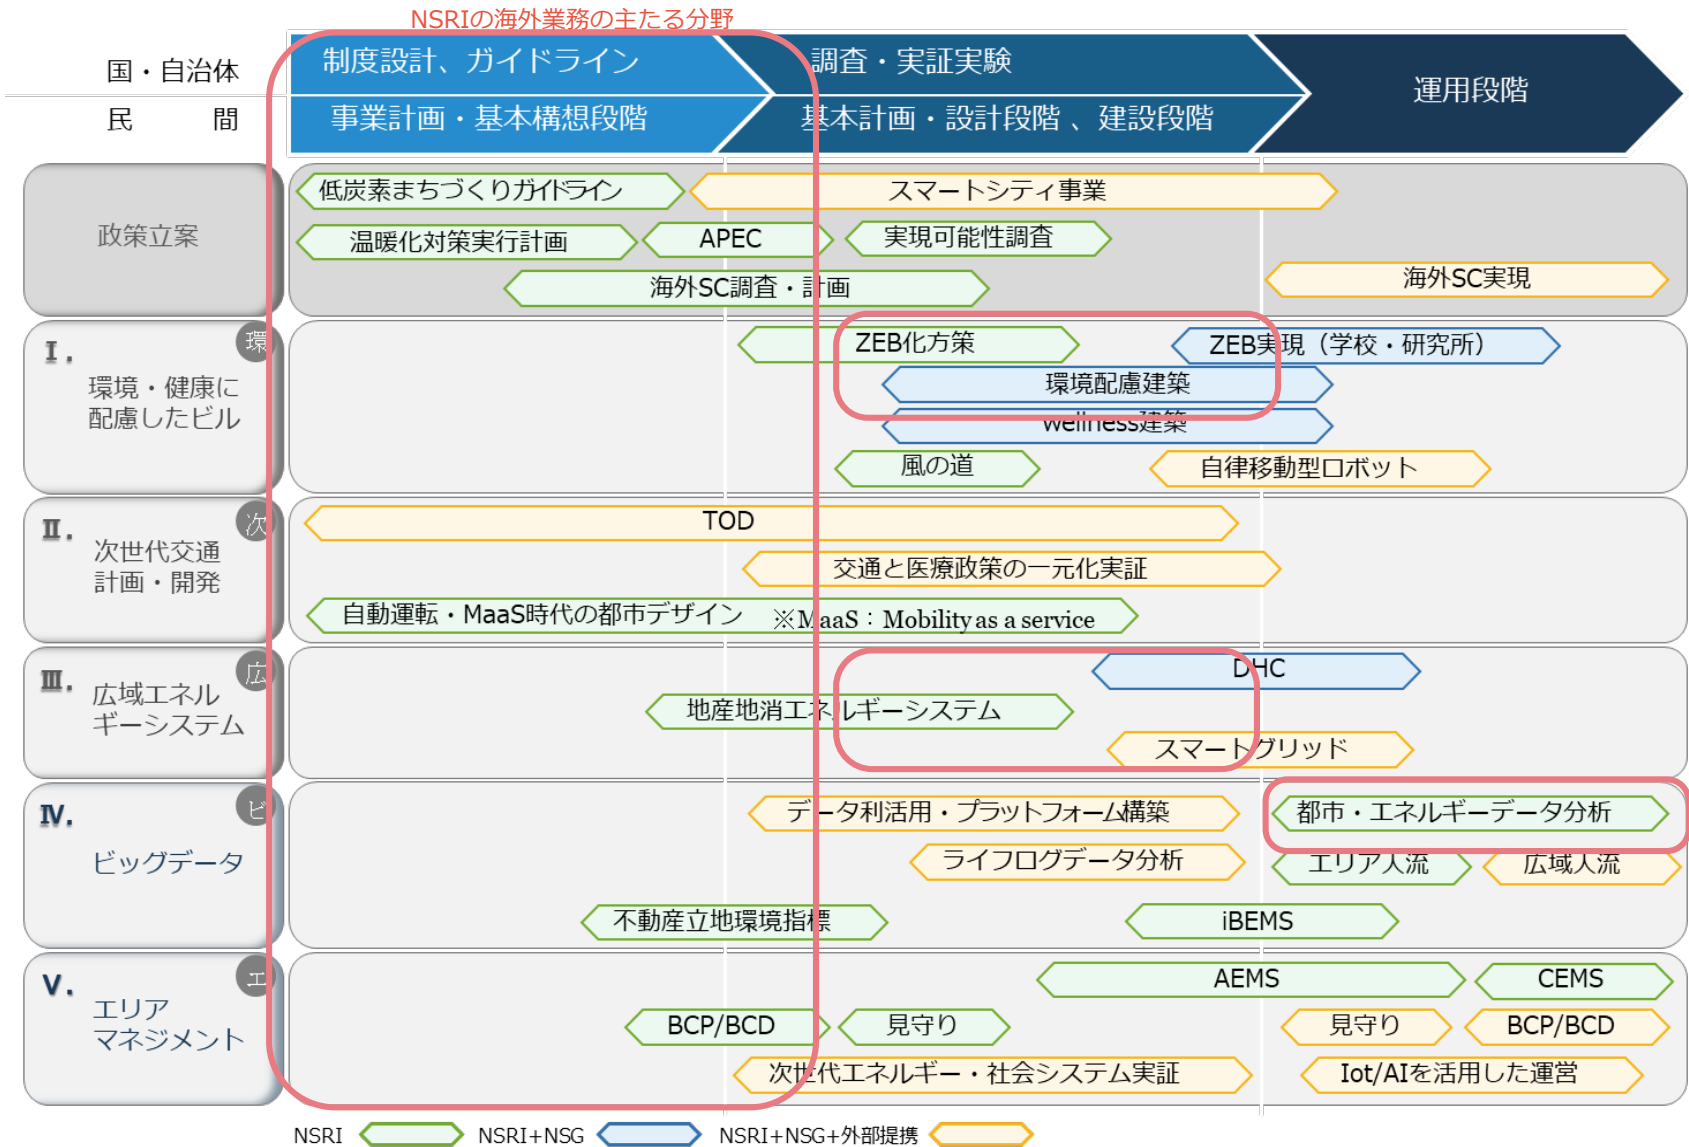 NSRIの海外業務の主たる分野
国・自治体
制度設計、ガイドライン
調査・実証実験
運用段階
民 間
事業計画・基本構想段階
基本計画・設計段階 、建設段階
政策立案
低炭素まちづくりガイドライン
スマートシティ事業
温暖化対策実行計画
APEC
実現可能性調査
海外SC調査・計画
海外SC実現
Ⅰ.
環
環境・健康に
配慮したビル
ZEB化方策
ZEB実現（学校・研究所）
環境配慮建築
wellness建築
風の道
自律移動型ロボット
Ⅱ.
次
次世代交通
計画・開発
TOD
交通と医療政策の一元化実証
自動運転・MaaS時代の都市デザイン ※MaaS：Mobility as a service
Ⅲ.
広
広域エネル
ギーシステム
DHC
地産地消エネルギーシステム
スマートグリッド
Ⅳ.
ビ
ビッグデータ
データ利活用・プラットフォーム構築
都市・エネルギーデータ分析
ライフログデータ分析
エリア人流
広域人流
不動産立地環境指標
iBEMS
Ⅴ.
エ
エリア
マネジメント
AEMS
CEMS
BCP/BCD
見守り
見守り
BCP/BCD
次世代エネルギー・社会システム実証
Iot/AIを活用した運営
NSRI
NSRI+NSG
NSRI+NSG+外部提携